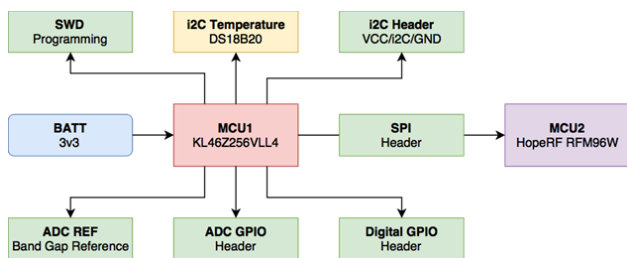 SWD
Programming
i2C Temperature
DS18B20
i2C Header
VCC/i2C/GND
BATT
3v3
MCU1
KL46Z256VLL4
SPI
Header
MCU2
HopeRF RFM96W
ADC REF
Band Gap Reference
ADC GPIO
Header
Digital GPIO
Header